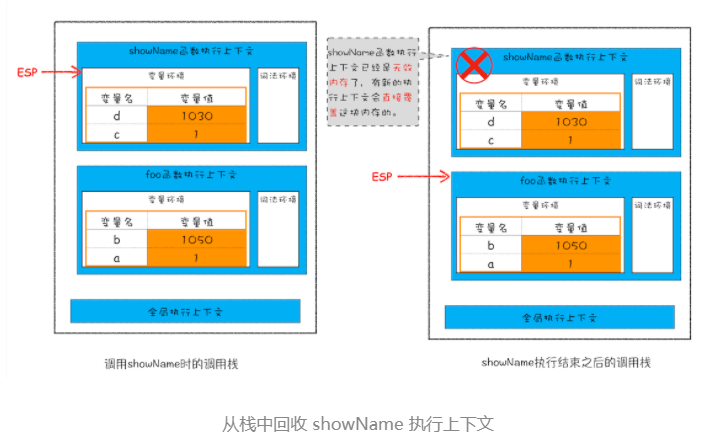 showName函数执行上下文
ESP
变量环境
词法环境
变量名 变量值
d 1030
c 1
foo函数执行上下文
变量环境
词法环境
变量名 变量值
b 1050
a 1
全局执行上下文
调用showName时的调用栈
showName函数执行
上下文已经是无效
内存了，有新的执
行上下文会直接覆
盖这块内存的。
showName函数执行上下文
变量环境
词法环境
变量名 变量值
d 1030
c 1
ESP
foo函数执行上下文
变量环境
词法环境
变量名 变量值
b 1050
a 1
全局执行上下文
showName执行结束之后的调用栈
从栈中回收 showName 执行上下文